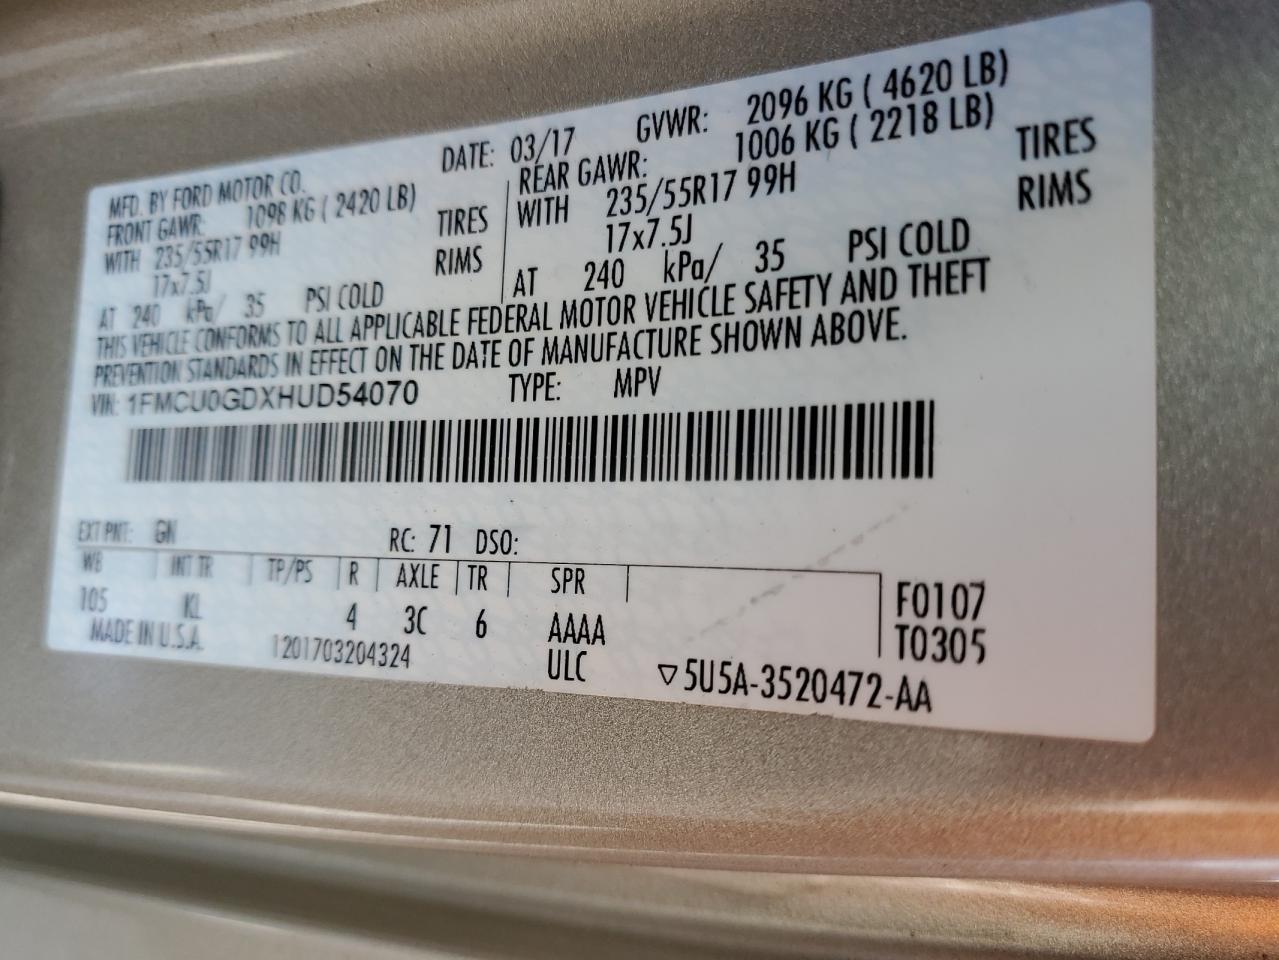 MFD. BY FORD MOTOR CO.
DATE: 03/17 GVWR: 2096 KG ( 4620 LB)
FRONT GAWR: 1098 KG ( 2420 LB)
REAR GAWR: 1006 KG ( 2218 LB)
WITH 235/55R17 99H TIRES
WITH 235/55R17 99H TIRES
17x7.5J RIMS
17x7.5J RIMS
AT 240 kPa/ 35 PSI COLD
AT 240 kPa/ 35 PSI COLD
THIS VEHICLE CONFORMS TO ALL APPLICABLE FEDERAL MOTOR VEHICLE SAFETY AND THEFT
PREVENTION STANDARDS IN EFFECT ON THE DATE OF MANUFACTURE SHOWN ABOVE.
VIN: 1FMCU0GDXHUD54070 TYPE: MPV
EXT PNT: GN RC: 71 DSO:
WB INT TR TP/PS R AXLE TR SPR
105 KL 4 3C 6 AAAA F0107
MADE IN U.S.A. 1201703204324 ULC T0305
▽5U5A-3520472-AA